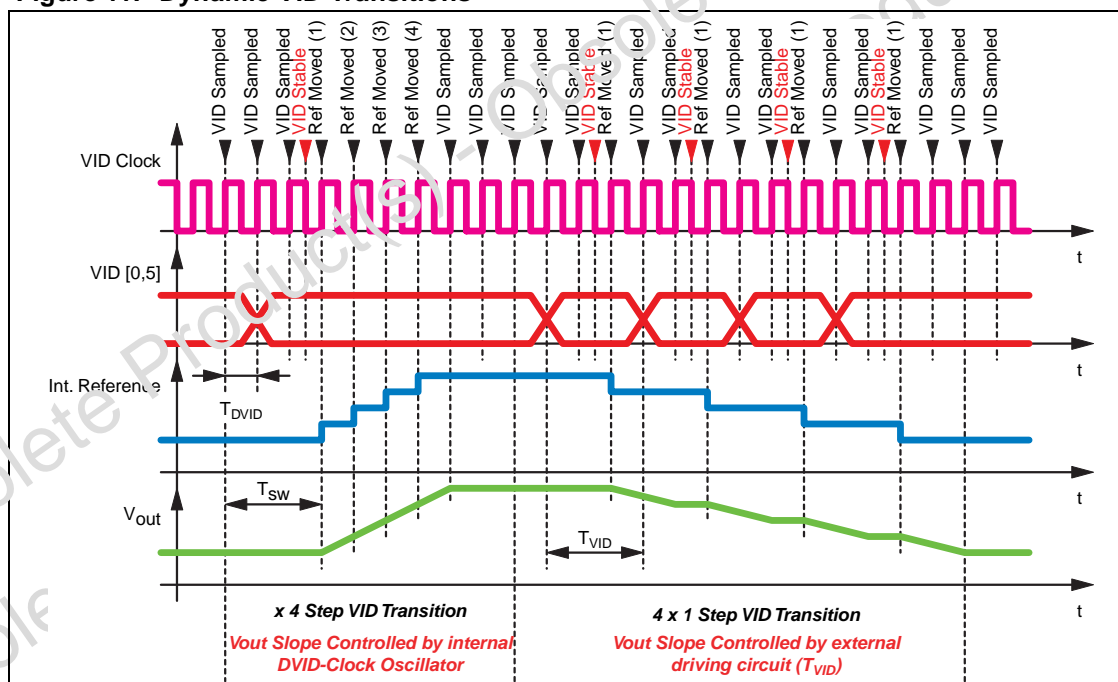 Dynamic VID Transitions
VID Sampled
VID Sampled
VID Sampled
VID Stable
Ref Moved (1)
Ref Moved (2)
Ref Moved (3)
Ref Moved (4)
VID Sampled
VID Sampled
VID Sampled
VID Sampled
VID Sampled
VID Stable
Ref Moved (1)
VID Sampled
VID Sampled
VID Stable
Ref Moved (1)
VID Sampled
VID Sampled
VID Stable
Ref Moved (1)
VID Sampled
VID Sampled
VID Stable
Ref Moved (1)
VID Sampled
VID Sampled
VID Sampled
VID Clock
t
VID [0,5]
t
Int. Reference
TDVID
t
Vout
TSW
TVID
t
x 4 Step VID Transition
Vout Slope Controlled by internal
DVID-Clock Oscillator
4 x 1 Step VID Transition
Vout Slope Controlled by external
driving circuit (TVID)
t
olete Product(s) - Obsolete